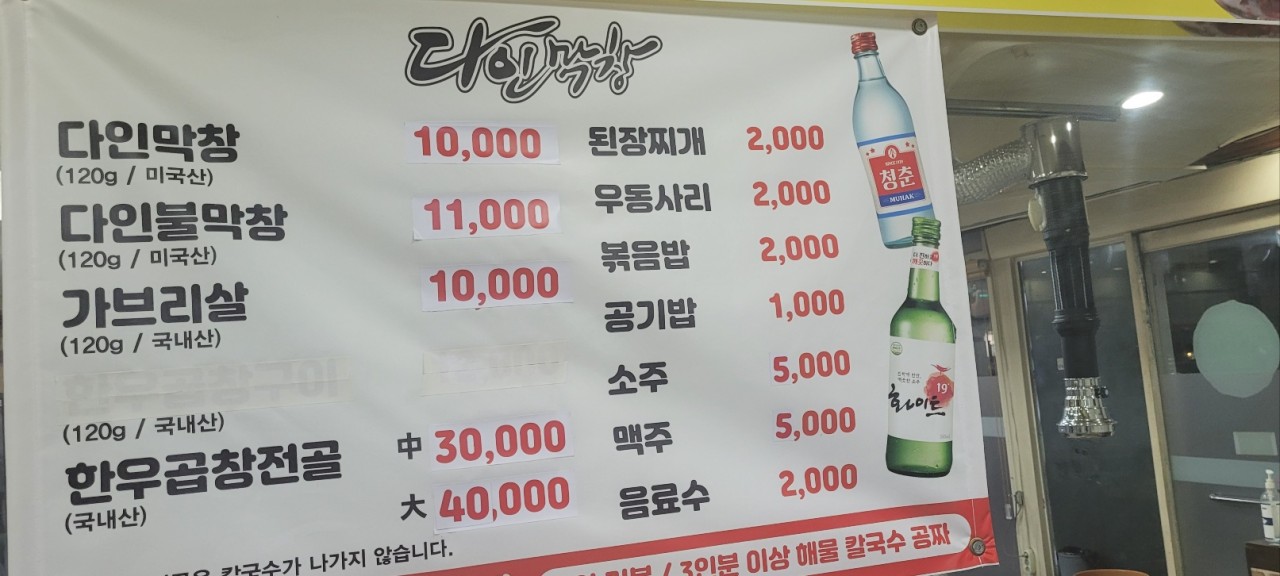 다인막창
다인막창 10,000
(120g / 미국산)
다인불막창 11,000
(120g / 미국산)
가브리살 10,000
(120g / 국내산)
(120g / 국내산)
한우곱창전골 中 30,000
(국내산) 大 40,000
된장찌개 2,000
우동사리 2,000
볶음밥 2,000
공기밥 1,000
소주 5,000
맥주 5,000
음료수 2,000
칼국수가 나가지 않습니다.
/ 3인분 이상 해물 칼국수 공짜
청춘
MUHAK
화이트
19